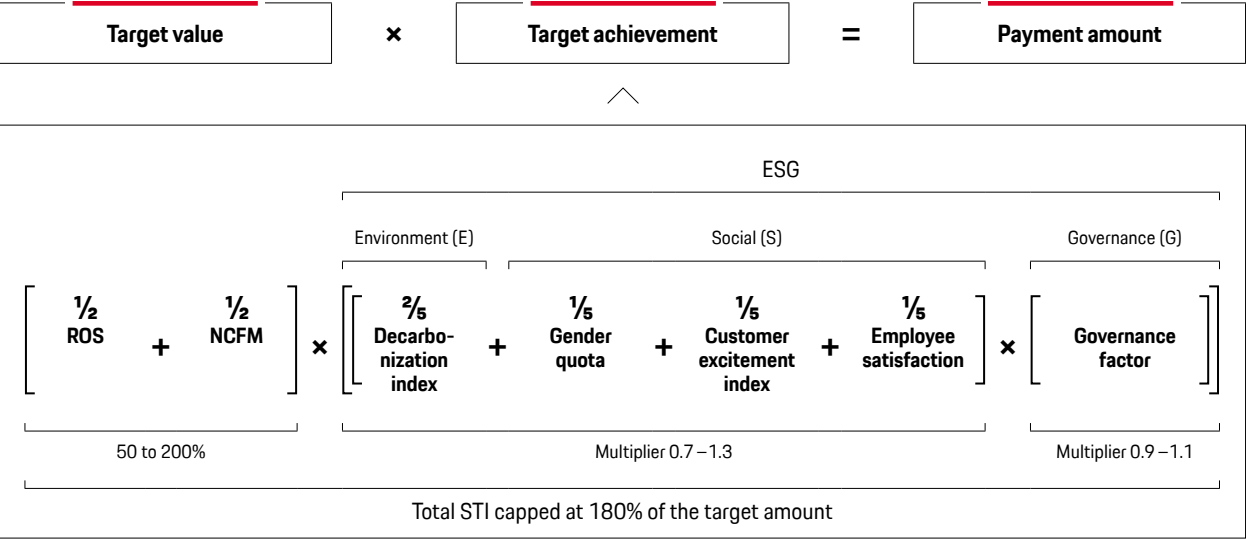 Target value × Target achievement = Payment amount
ESG
Environment (E) Social (S) Governance (G)
½ ROS + ½ NCFM × ⅖ Decarbo-
nization
index + ⅕ Gender
quota + ⅕ Customer
excitement
index + ⅕ Employee
satisfaction × Governance
factor
50 to 200% Multiplier 0.7–1.3 Multiplier 0.9–1.1
Total STI capped at 180% of the target amount